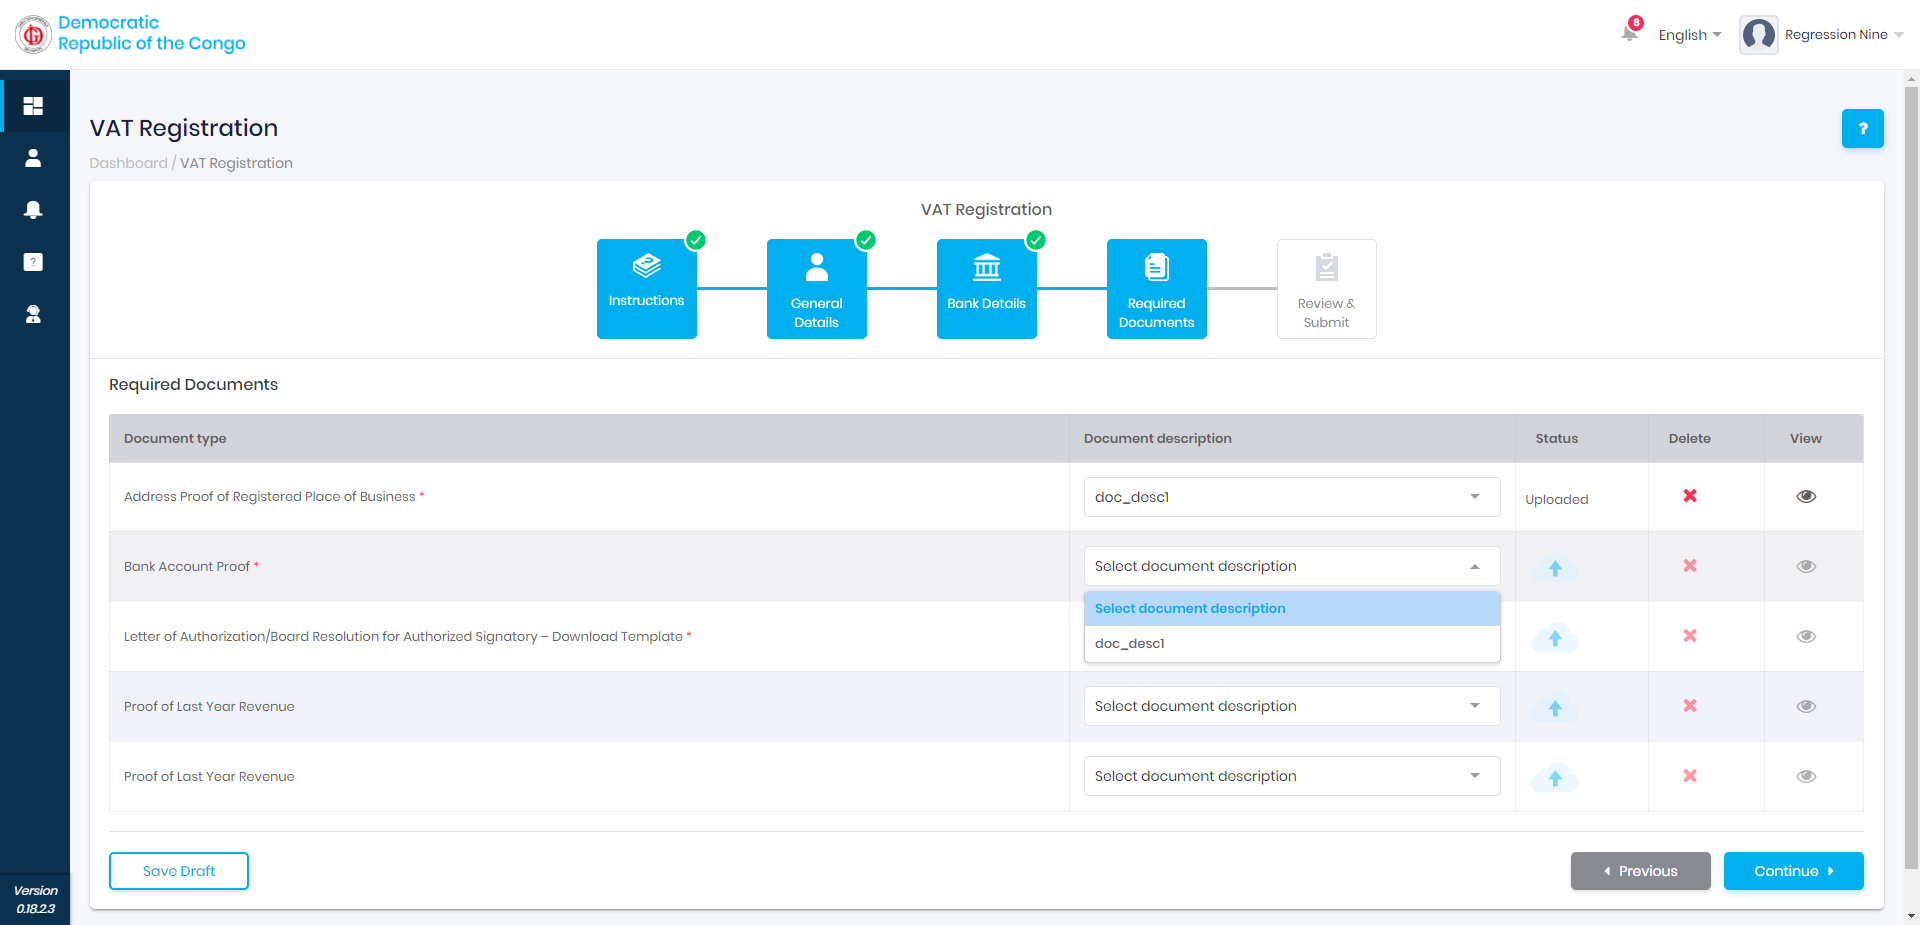 Democratic
Republic of the Congo
8
English
Regression Nine
VAT Registration
?
Dashboard / VAT Registration
VAT Registration
Instructions
General
Details
Bank Details
Required
Documents
Review &
Submit
Required Documents
Document type
Document description
Status
Delete
View
Address Proof of Registered Place of Business *
doc_desc1
Uploaded
Bank Account Proof *
Select document description
Select document description
doc_desc1
Letter of Authorization/Board Resolution for Authorized Signatory – Download Template *
Proof of Last Year Revenue
Select document description
Proof of Last Year Revenue
Select document description
Save Draft
Previous
Continue
Version
0.18.2.3